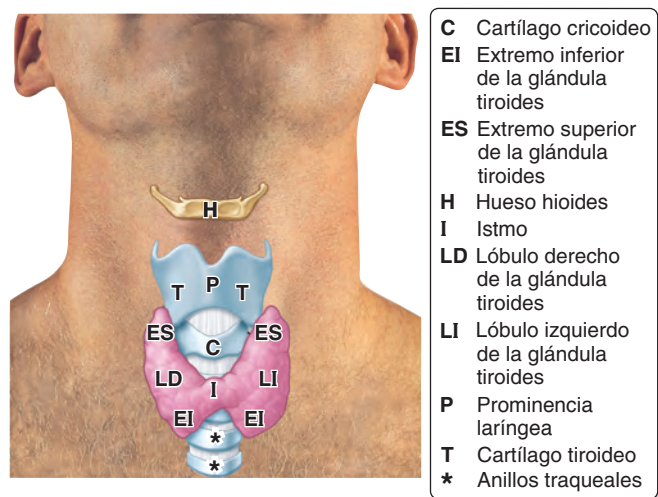 H
T P T
ES ES
C
LD I LI
EI EI
*
*
C Cartílago cricoideo
EI Extremo inferior
de la glándula
tiroides
ES Extremo superior
de la glándula
tiroides
H Hueso hioides
I Istmo
LD Lóbulo derecho
de la glándula
tiroides
LI Lóbulo izquierdo
de la glándula
tiroides
P Prominencia
laríngea
T Cartílago tiroideo
* Anillos traqueales